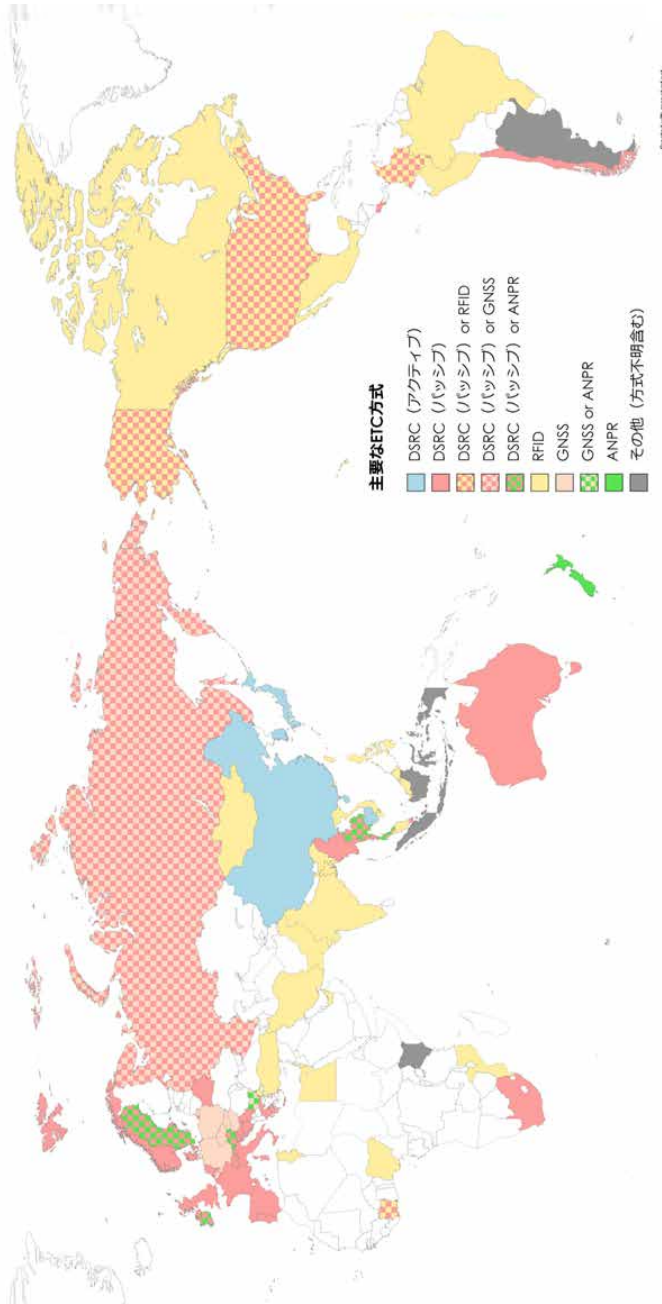 主要なETC方式
DSRC（アクティブ）
DSRC（パッシブ）
DSRC（パッシブ）or RFID
DSRC（パッシブ）or GNSS
DSRC（パッシブ）or ANPR
RFID
GNSS
GNSS or ANPR
ANPR
その他（方式不明含む）